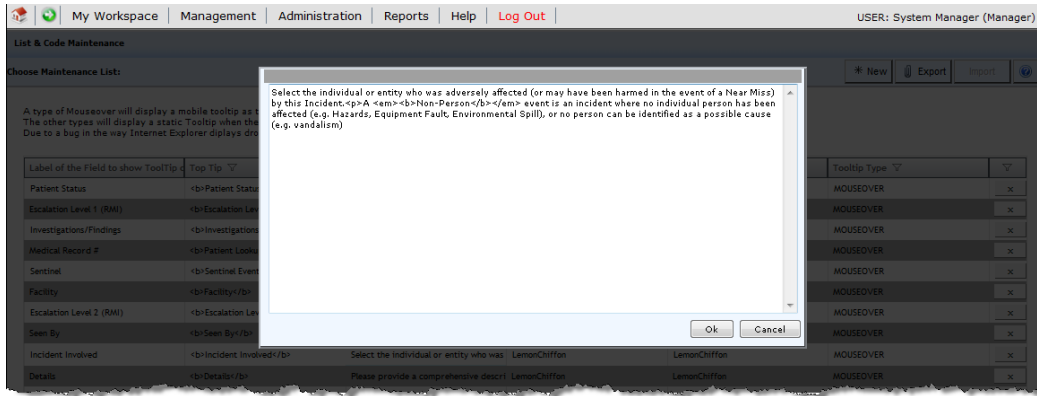 My Workspace Management Administration Reports Help Log Out USER: System Manager (Manager)
List & Code Maintenance
Choose Maintenance List: New Export Import
Select the individual or entity who was adversely affected (or may have been harmed in the event of a Near Miss)
by this Incident.<p>A <em><b>Non-Person</b></em> event is an incident where no individual person has been
affected (e.g. Hazards, Equipment Fault, Environmental Spill), or no person can be identified as a possible cause
(e.g. vandalism)
A type of Mouseover will display a mobile tooltip as
The other types will display a static Tooltip when the
Due to a bug in the way Internet Explorer diplays
Label of the Field to show ToolTip Top Tip Tooltip Type
Patient Status <b>Patient Statu MOUSEOVER x
Escalation Level 1 (RMI) <b>Escalation Lev MOUSEOVER x
Investigations/Findings <b>Investigations MOUSEOVER x
Medical Record # <b>Patient Looku MOUSEOVER x
Sentinel <b>Sentinel Event MOUSEOVER x
Facility <b>Facility</b> MOUSEOVER x
Escalation Level 2 (RMI) <b>Escalation Lev MOUSEOVER x
Seen By <b>Seen By</b> MOUSEOVER x
Ok Cancel
Incident Involved <b>Incident Involved</b> Select the individual or entity who was LemonChiffon LemonChiffon MOUSEOVER x
Details <b>Details</b> Please provide a comprehensive descri LemonChiffon LemonChiffon MOUSEOVER x